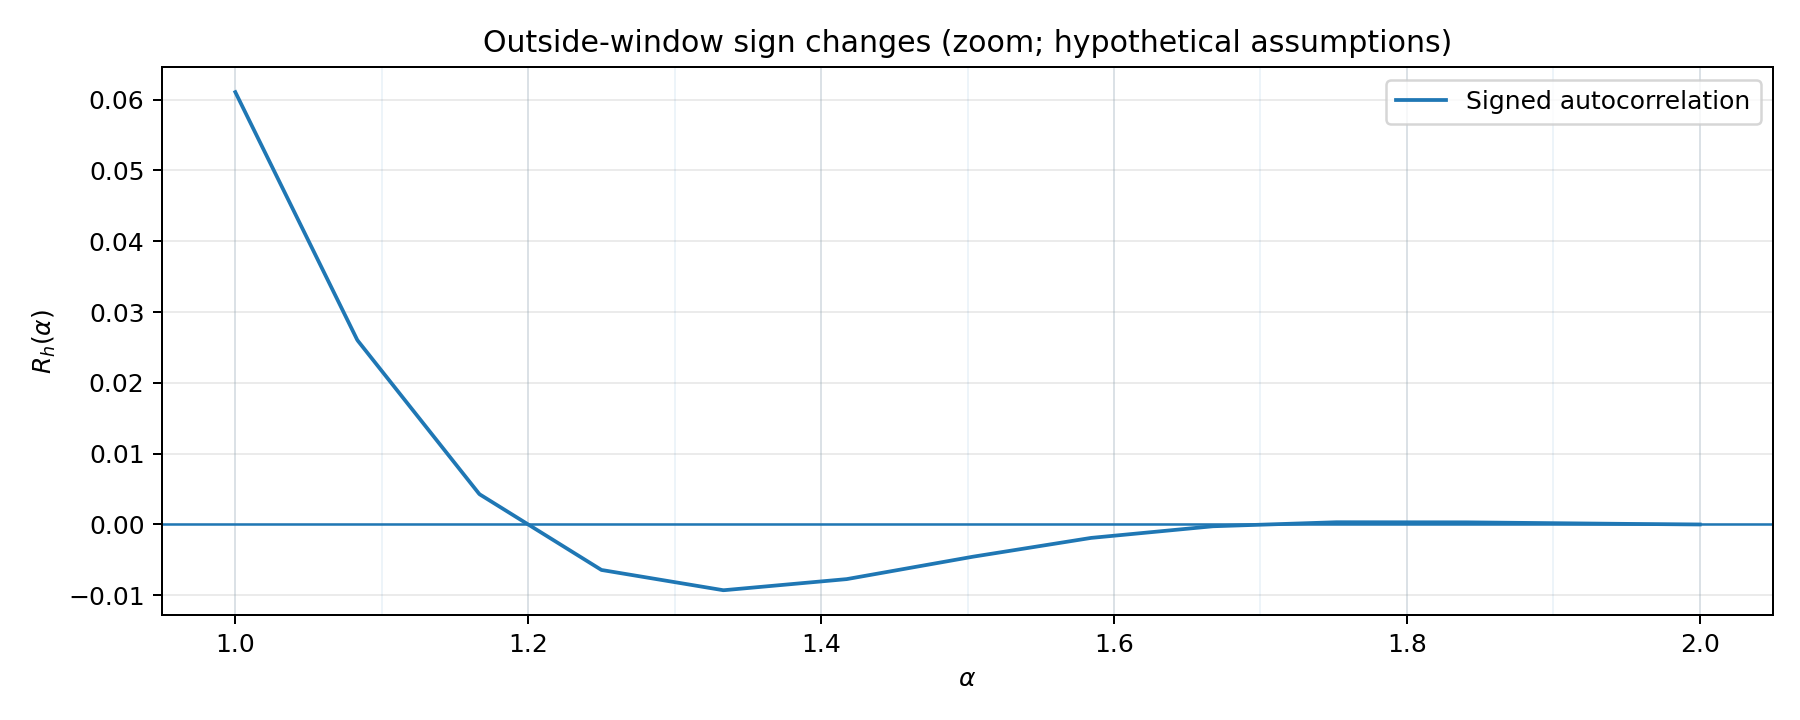 Outside-window sign changes (zoom; hypothetical assumptions)
Signed autocorrelation
0.06
0.05
0.04
0.03
0.02
0.01
0.00
−0.01
R_h(α)
1.0 1.2 1.4 1.6 1.8 2.0
α